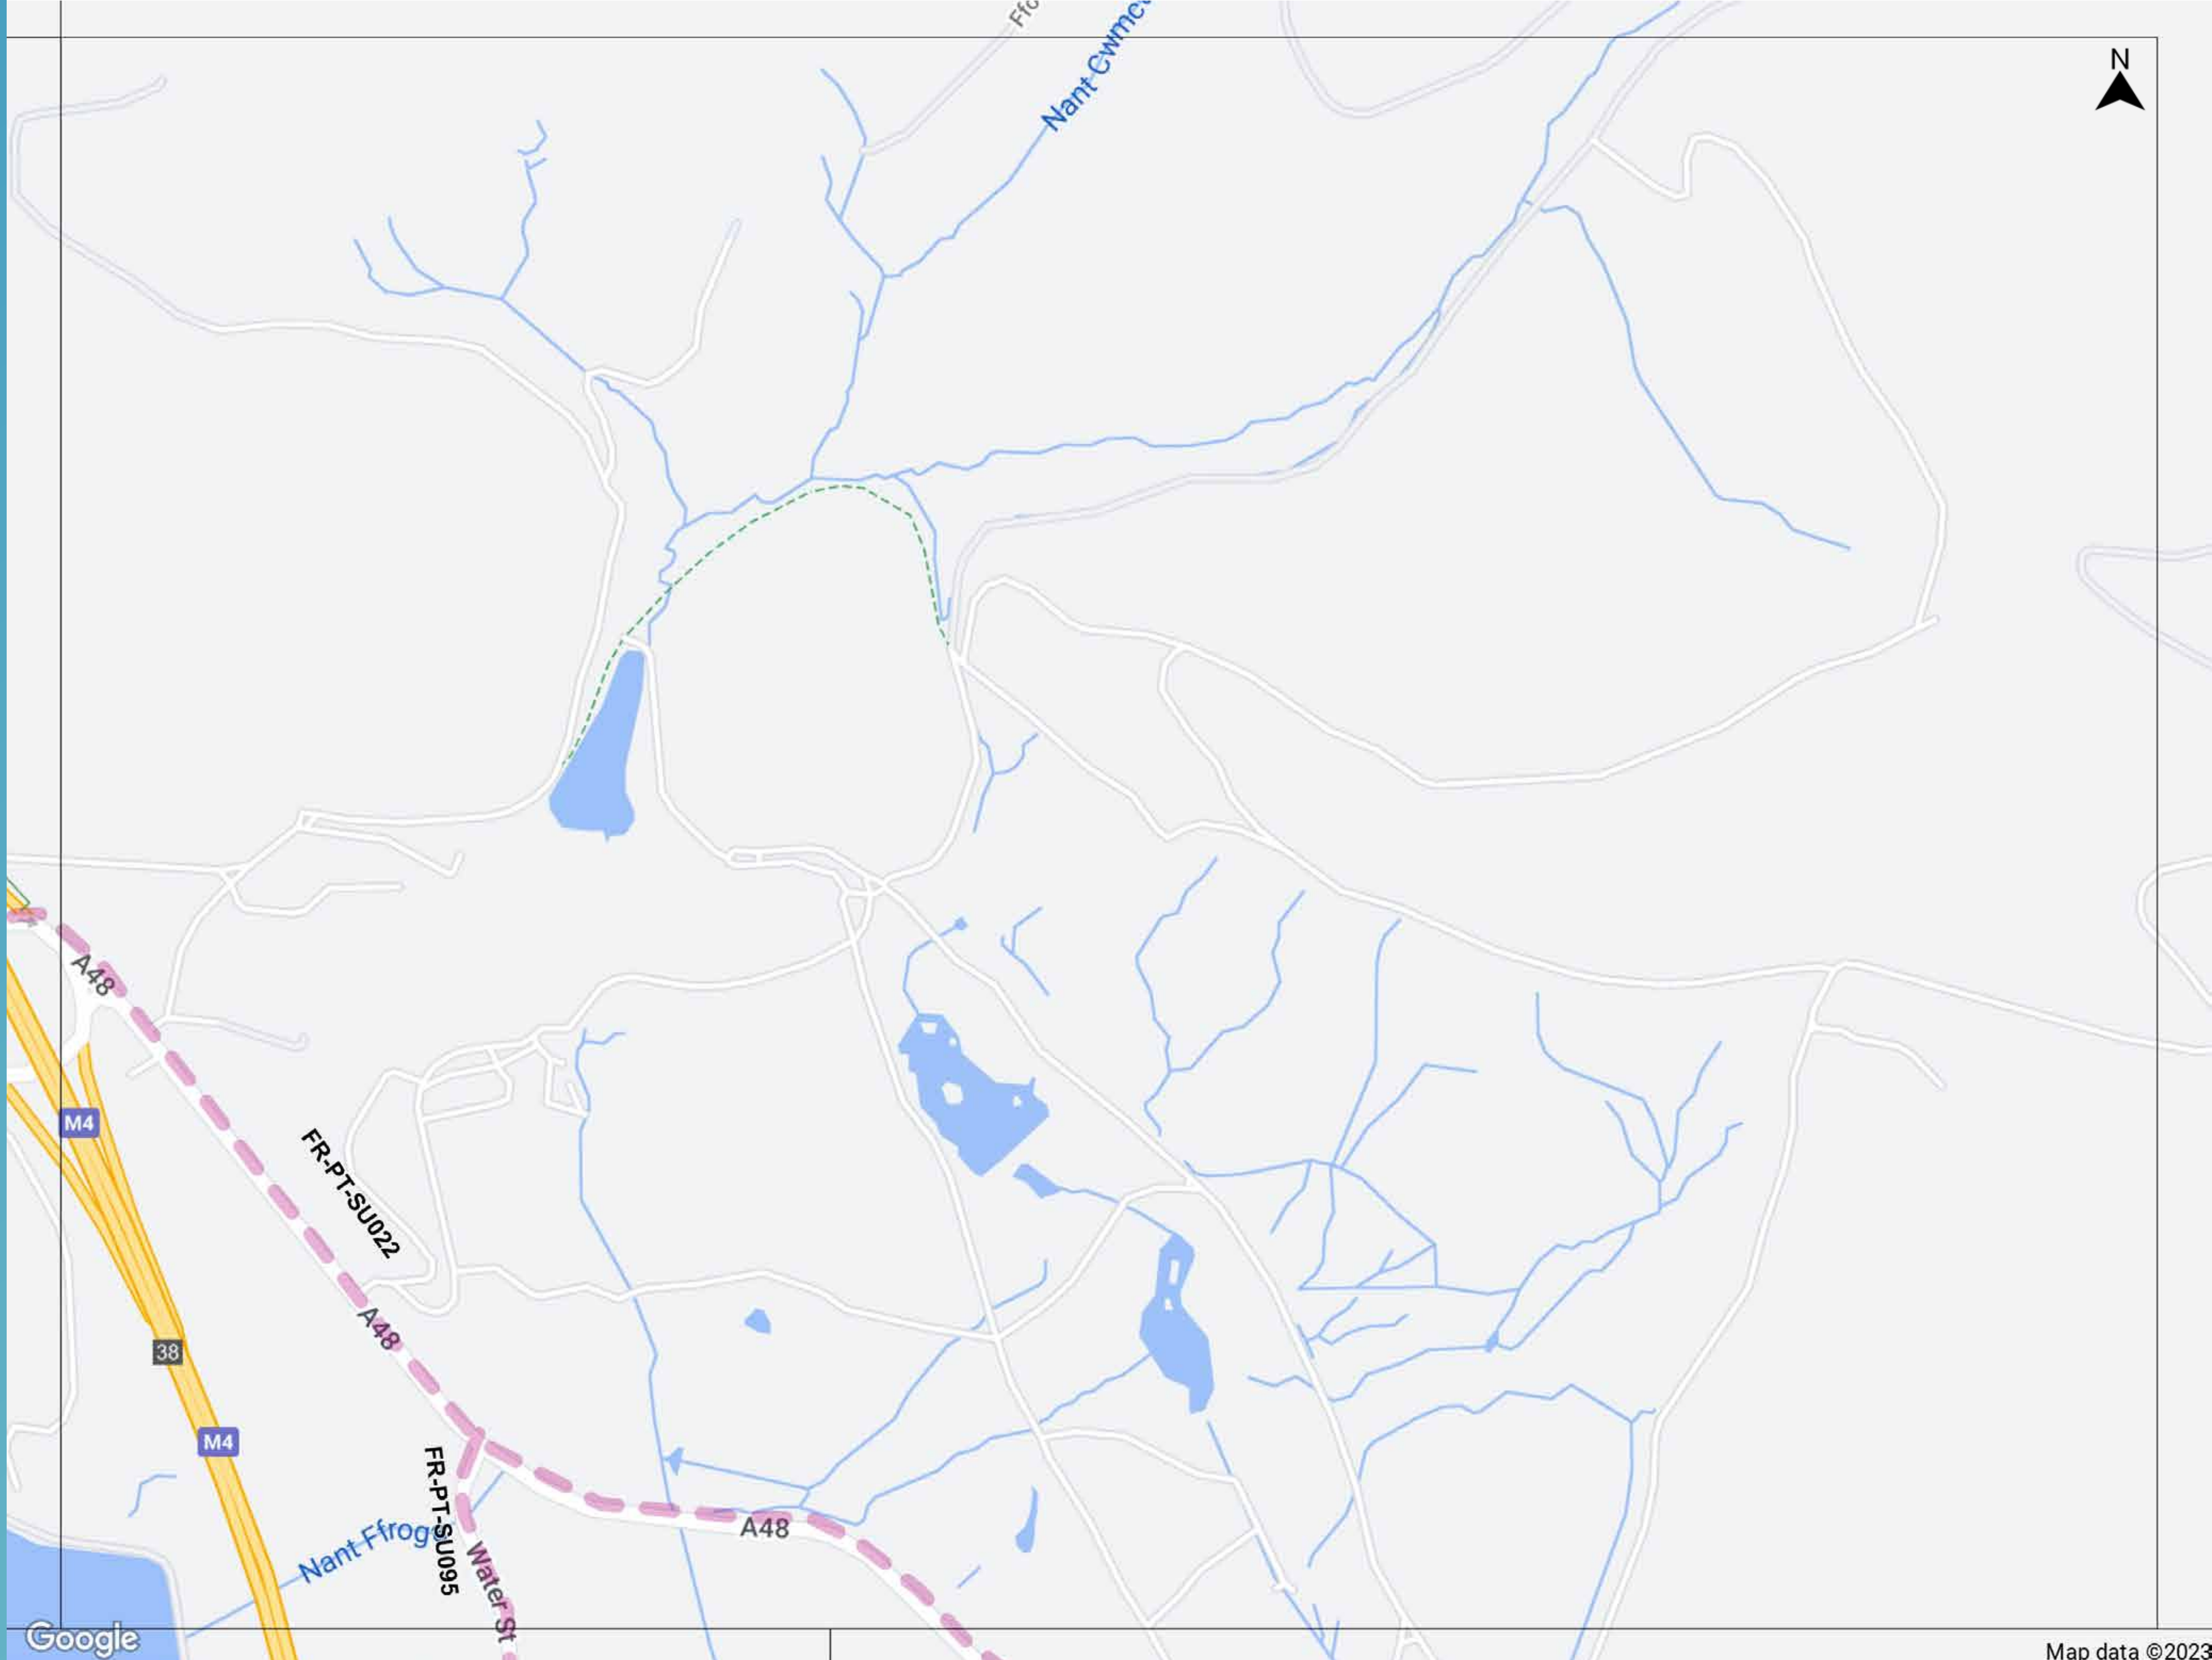 Ffo
Nant Cwmc
N
A48
M4
FR-PT-SU022
A48
38
M4
FR-PT-SU095
A48
Nant Ffrog
Water St
Google
Map data ©2023